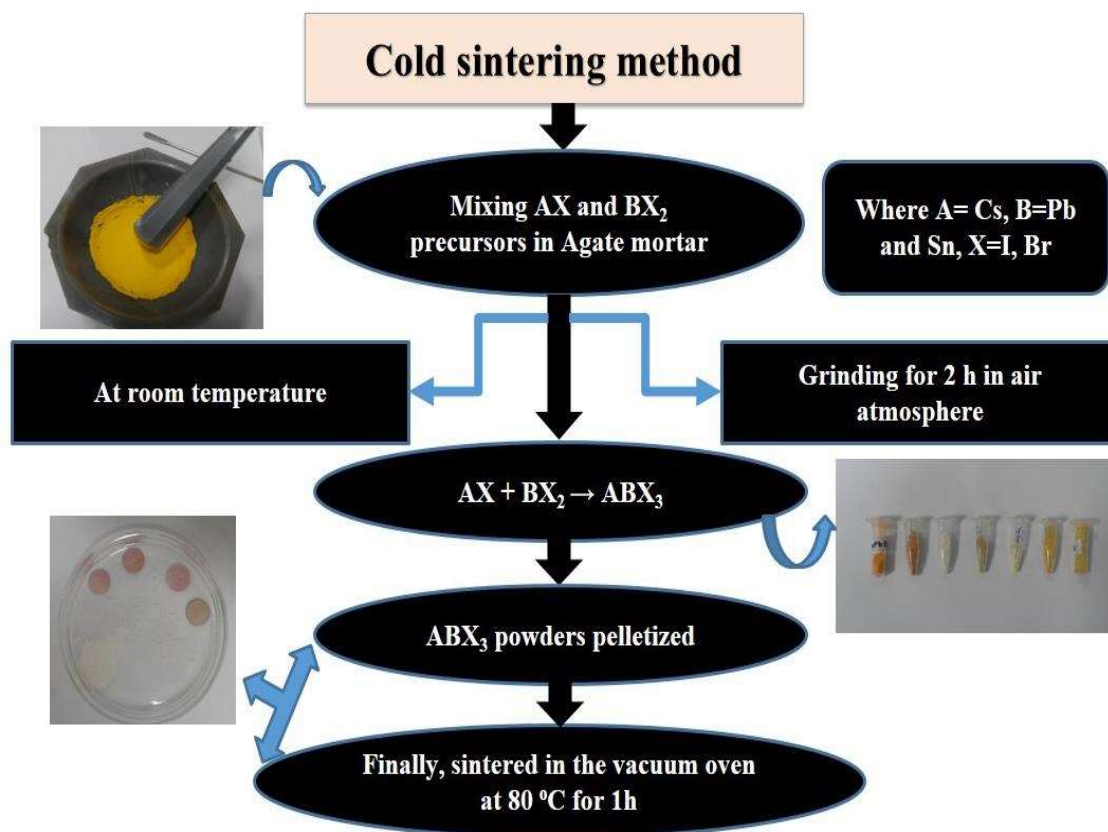 Cold sintering method
Mixing AX and BX₂
precursors in Agate mortar
Where A= Cs, B=Pb
and Sn, X=I, Br
At room temperature
Grinding for 2 h in air
atmosphere
AX + BX₂ → ABX₃
ABX₃ powders pelletized
Finally, sintered in the vacuum oven
at 80 ⁰C for 1h